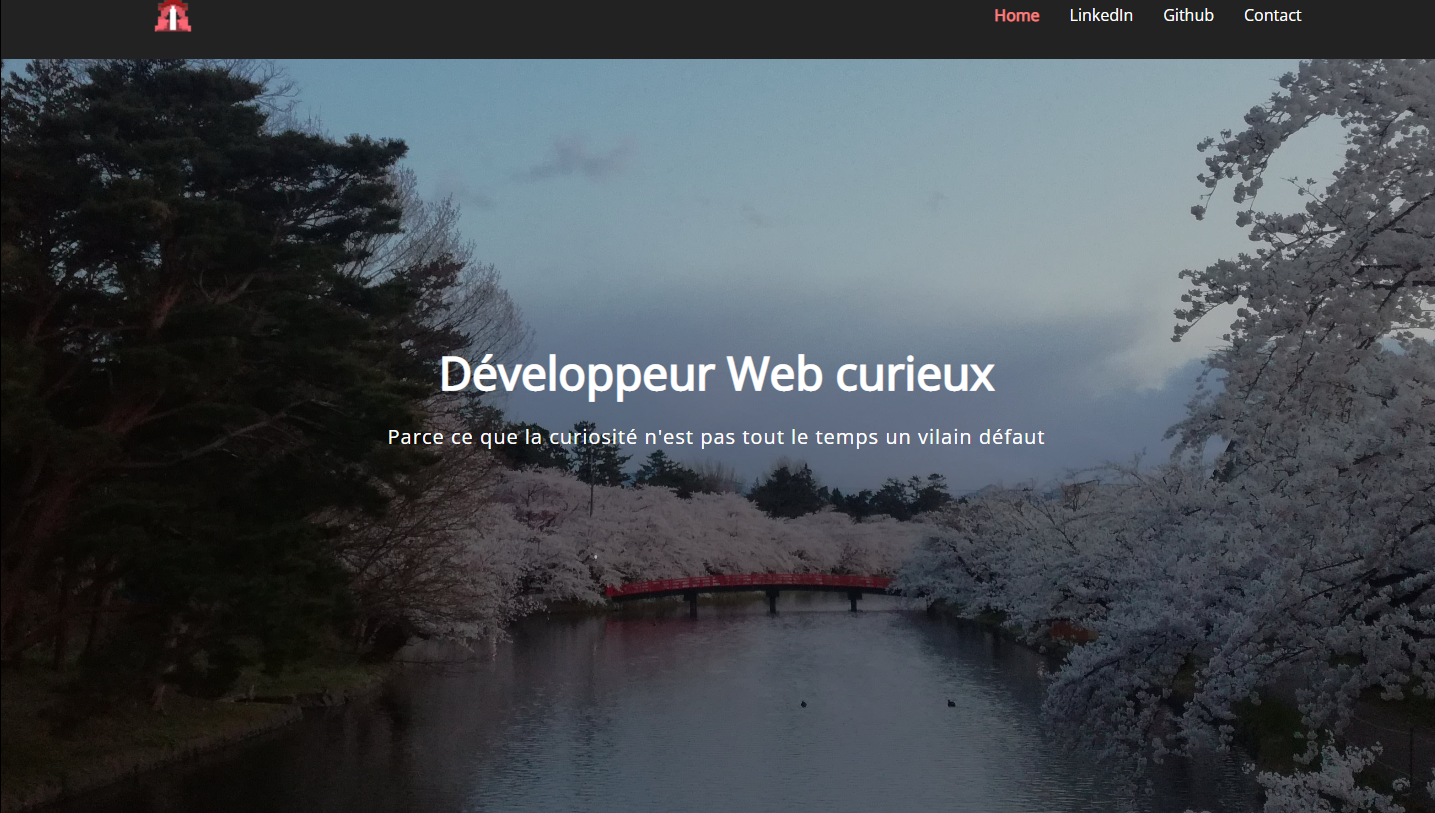 Home LinkedIn Github Contact
Développeur Web curieux
Parce ce que la curiosité n'est pas tout le temps un vilain défaut